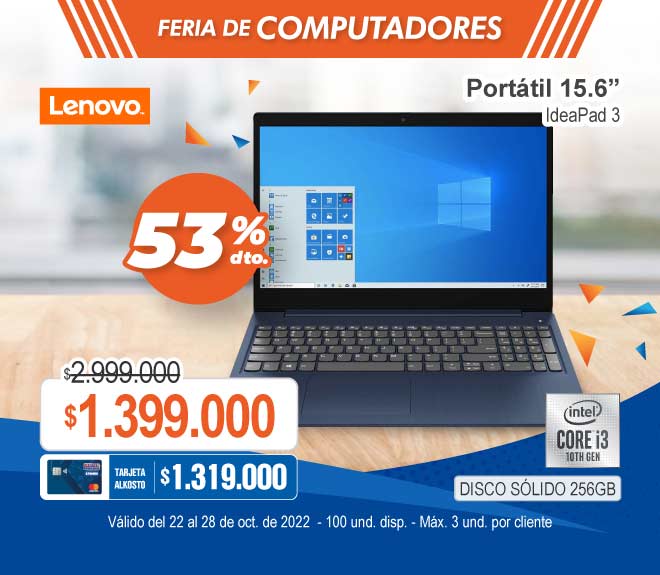 FERIA DE COMPUTADORES
Lenovo
Portátil 15.6”
IdeaPad 3
53% dto.
$2.999.000
$1.399.000
TARJETA
ALKOSTO
$1.319.000
intel
CORE i3
10TH GEN
DISCO SÓLIDO 256GB
Válido del 22 al 28 de oct. de 2022 - 100 und. disp. - Máx. 3 und. por cliente